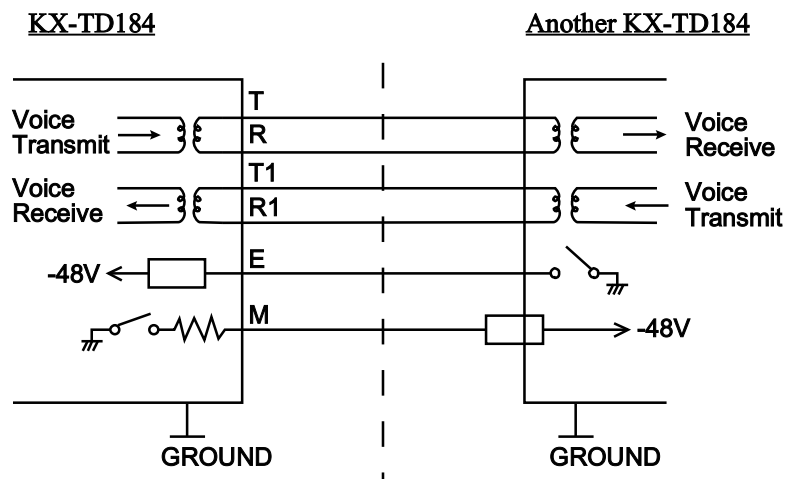 KX-TD184
Another KX-TD184
T
Voice
Transmit
R
Voice
Receive
T1
Voice
Receive
R1
Voice
Transmit
E
-48V
M
-48V
GROUND
GROUND